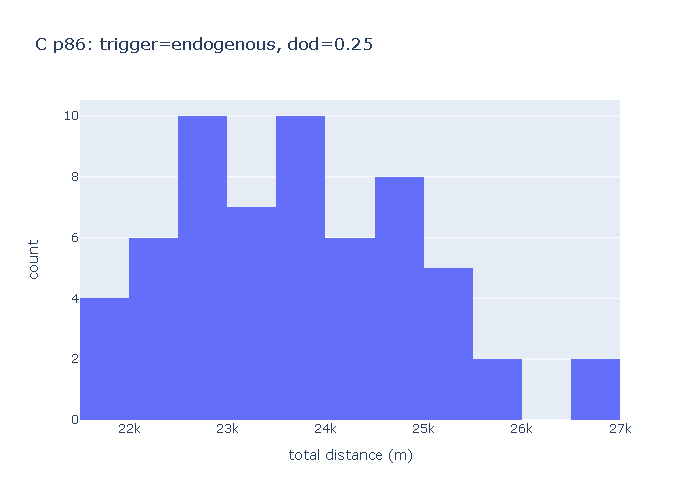 C p86: trigger=endogenous, dod=0.25
10
8
6
4
2
0
count
22k 23k 24k 25k 26k 27k
total distance (m)